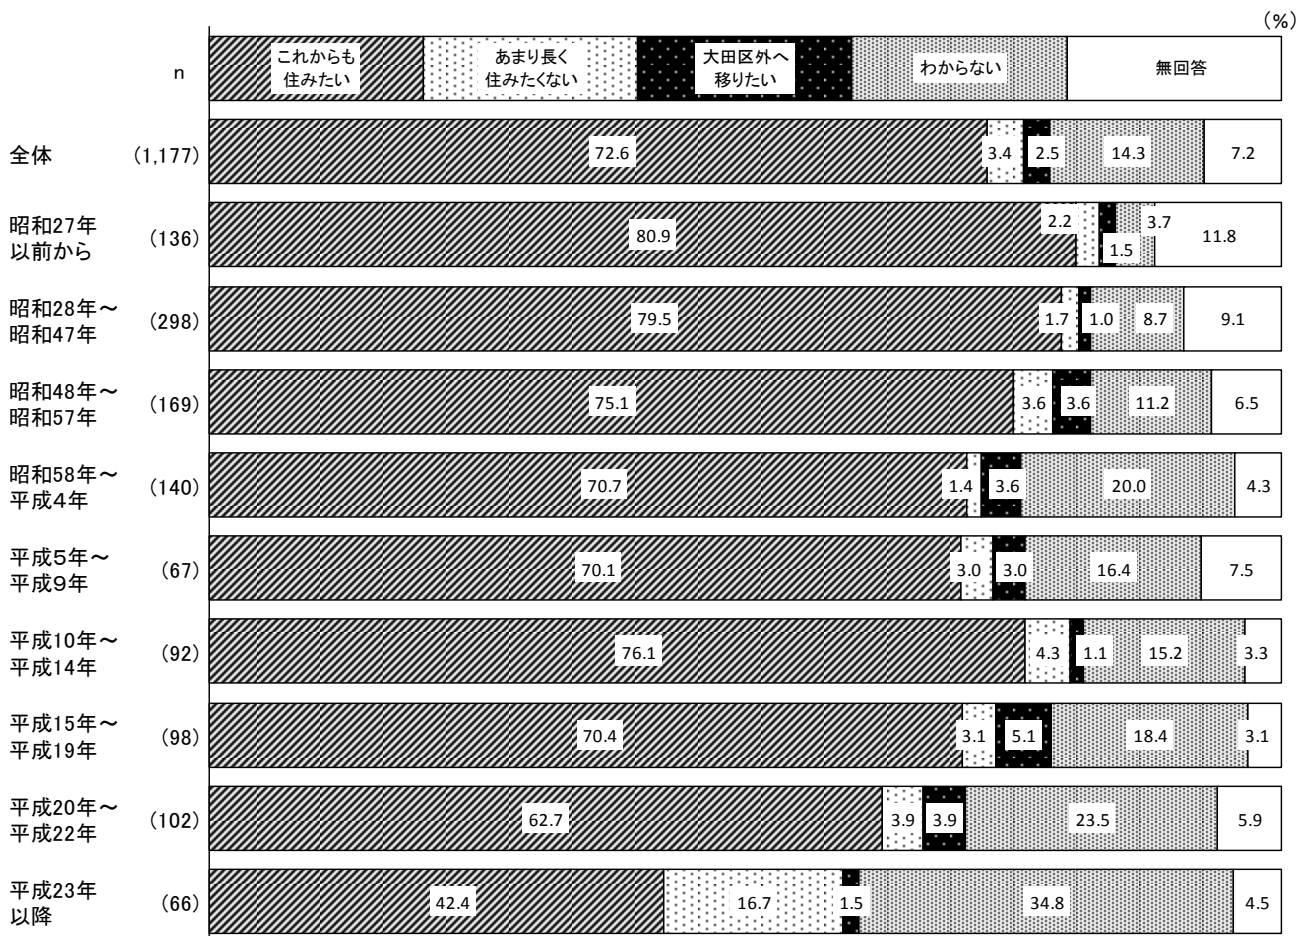 (%)
n
これからも
住みたい
あまり長く
住みたくない
大田区外へ
移りたい
わからない
無回答
全体 (1,177) 72.6 3.4 2.5 14.3 7.2
昭和27年
以前から
(136) 80.9 2.2 1.5 3.7 11.8
昭和28年～
昭和47年
(298) 79.5 1.7 1.0 8.7 9.1
昭和48年～
昭和57年
(169) 75.1 3.6 3.6 11.2 6.5
昭和58年～
平成4年
(140) 70.7 1.4 3.6 20.0 4.3
平成5年～
平成9年
(67) 70.1 3.0 3.0 16.4 7.5
平成10年～
平成14年
(92) 76.1 4.3 1.1 15.2 3.3
平成15年～
平成19年
(98) 70.4 3.1 5.1 18.4 3.1
平成20年～
平成22年
(102) 62.7 3.9 3.9 23.5 5.9
平成23年
以降
(66) 42.4 16.7 1.5 34.8 4.5